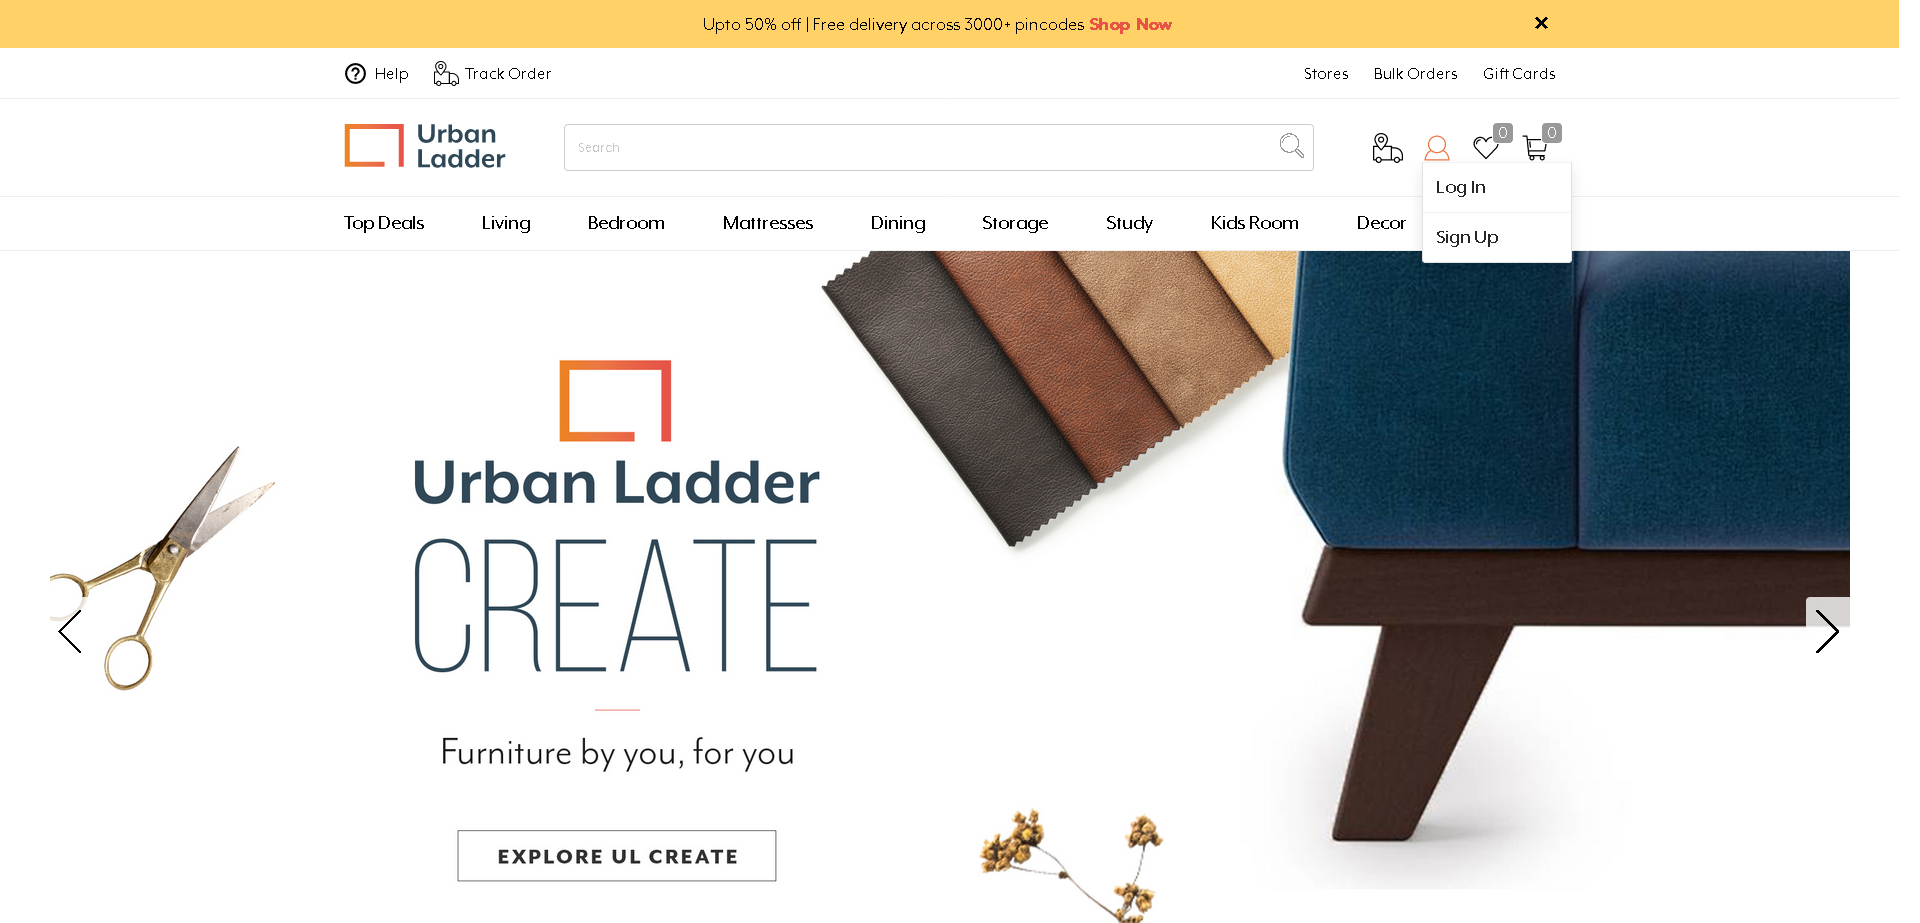 Upto 50% off | Free delivery across 3000+ pincodes Shop Now
Help
Track Order
Stores
Bulk Orders
Gift Cards
Urban
Ladder
Search
0
0
Log In
Sign Up
Top Deals
Living
Bedroom
Mattresses
Dining
Storage
Study
Kids Room
Decor
Urban Ladder
CREATE
Furniture by you, for you
EXPLORE UL CREATE